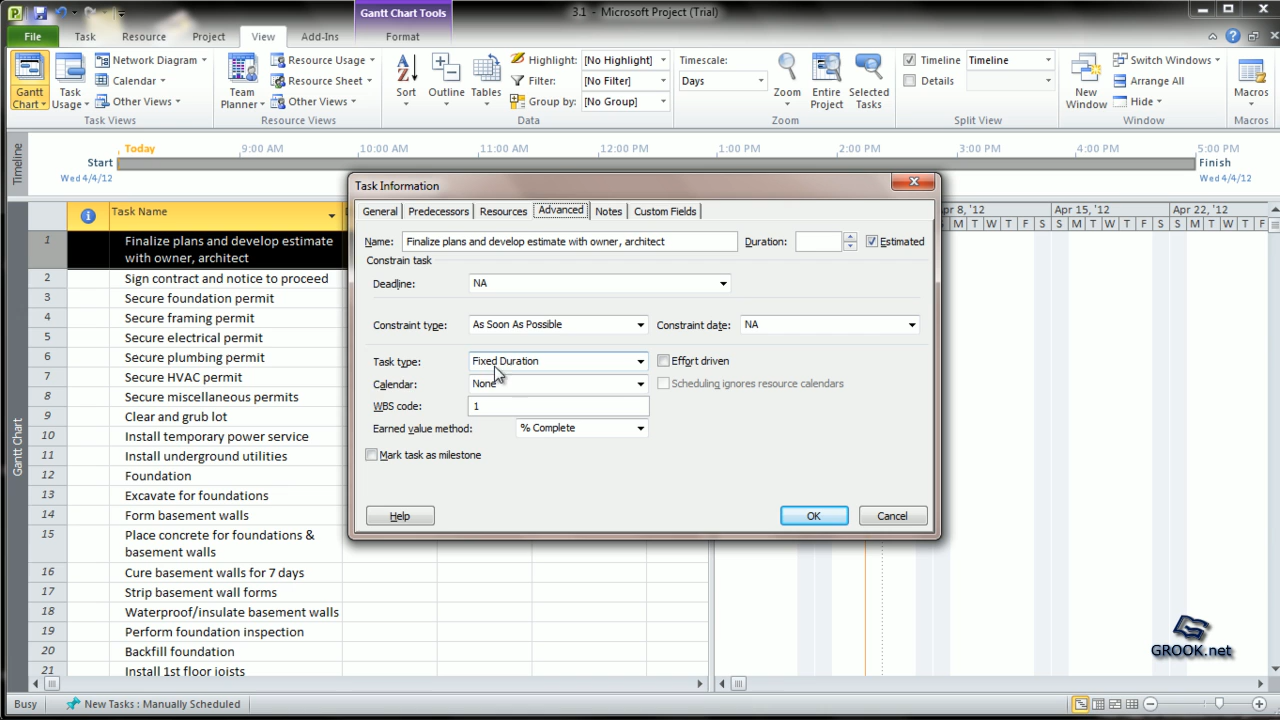 Gantt Chart Tools
3.1 - Microsoft Project (Trial)
File Task Resource Project View Add-Ins Format
Gantt Chart
Task Usage
Network Diagram
Calendar
Other Views
Task Views
Team Planner
Resource Usage
Resource Sheet
Other Views
Resource Views
Sort
Outline
Tables
Highlight: [No Highlight]
Filter: [No Filter]
Group by: [No Group]
Data
Timescale:
Days
Zoom
Entire Project
Selected Tasks
Zoom
Timeline Timeline
Details
Split View
New Window
Switch Windows
Arrange All
Hide
Window
Macros
Macros
Timeline
Today 9:00 AM 10:00 AM 11:00 AM 12:00 PM 1:00 PM 2:00 PM 3:00 PM 4:00 PM 5:00 PM
Start
Wed 4/4/12
Finish
Wed 4/4/12
Task Information
General Predecessors Resources Advanced Notes Custom Fields
Name: Finalize plans and develop estimate with owner, architect Duration: Estimated
Constrain task
Deadline: NA
Constraint type: As Soon As Possible Constraint date: NA
Task type: Fixed Duration Effort driven
Calendar: None Scheduling ignores resource calendars
WBS code: 1
Earned value method: % Complete
Mark task as milestone
Help OK Cancel
Apr 8, '12 Apr 15, '12 Apr 22, '12
M T W T F S S M T W T F S S M T W T F S
Gantt Chart
Task Name
1 Finalize plans and develop estimate
with owner, architect
2 Sign contract and notice to proceed
3 Secure foundation permit
4 Secure framing permit
5 Secure electrical permit
6 Secure plumbing permit
7 Secure HVAC permit
8 Secure miscellaneous permits
9 Clear and grub lot
10 Install temporary power service
11 Install underground utilities
12 Foundation
13 Excavate for foundations
14 Form basement walls
15 Place concrete for foundations &
basement walls
16 Cure basement walls for 7 days
17 Strip basement wall forms
18 Waterproof/insulate basement walls
19 Perform foundation inspection
20 Backfill foundation
21 Install 1st floor joists
GROOK.net
Busy New Tasks : Manually Scheduled